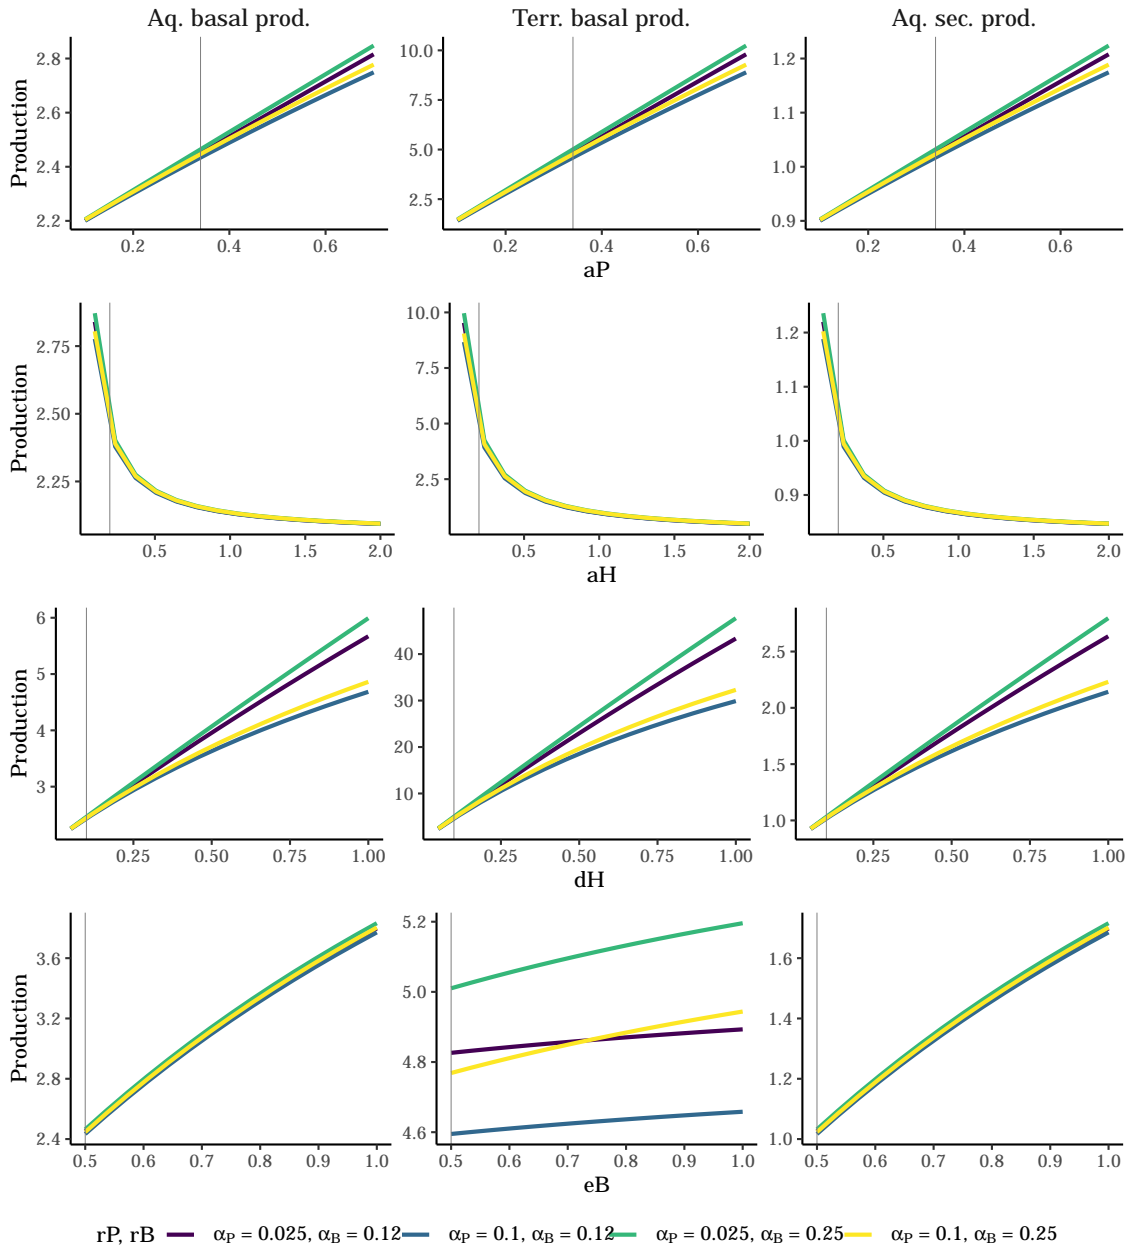 Aq. basal prod. Terr. basal prod. Aq. sec. prod.
Production
2.8 2.6 2.4 2.2
10.0 7.5 5.0 2.5
1.2 1.1 1.0 0.9
0.2 0.4 0.6 0.2 0.4 0.6 0.2 0.4 0.6
aP
Production
2.75 2.50 2.25
10.0 7.5 5.0 2.5
1.2 1.1 1.0 0.9
0.5 1.0 1.5 2.0 0.5 1.0 1.5 2.0 0.5 1.0 1.5 2.0
aH
Production
6 5 4 3
40 30 20 10
2.5 2.0 1.5 1.0
0.25 0.50 0.75 1.00 0.25 0.50 0.75 1.00 0.25 0.50 0.75 1.00
dH
Production
3.6 3.2 2.8 2.4
5.2 5.0 4.8 4.6
1.6 1.4 1.2 1.0
0.5 0.6 0.7 0.8 0.9 1.0 0.5 0.6 0.7 0.8 0.9 1.0 0.5 0.6 0.7 0.8 0.9 1.0
eB
rP, rB α_P = 0.025, α_B = 0.12 α_P = 0.1, α_B = 0.12 α_P = 0.025, α_B = 0.25 α_P = 0.1, α_B = 0.25